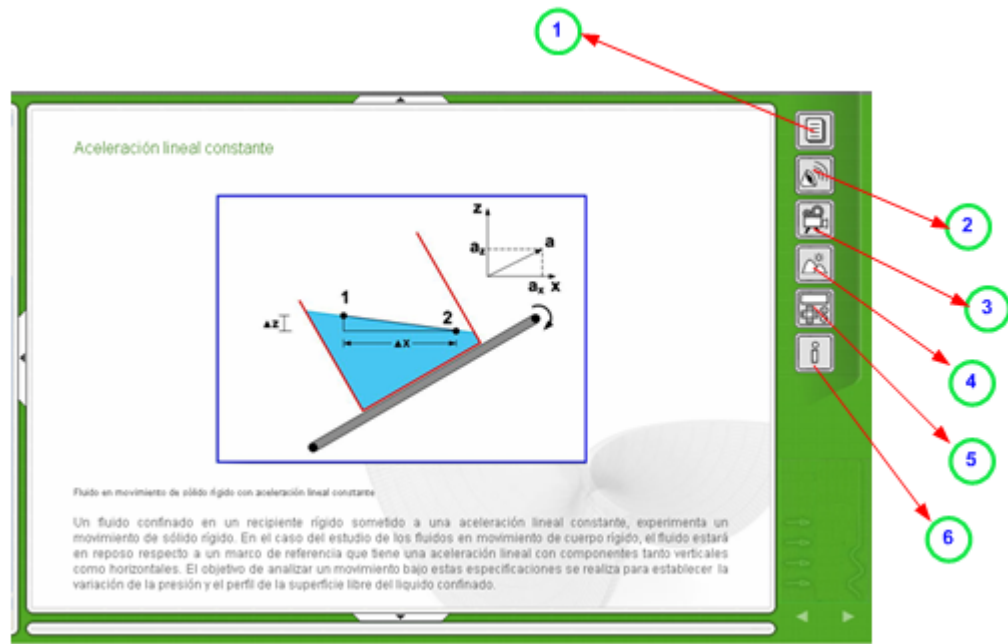 1
Aceleración lineal constante
z
ax
a
ax x
1
2
Δz
Δx
2
3
4
5
6
Fluido en movimiento de sólido rígido con aceleración lineal constante
Un fluido confinado en un recipiente rígido sometido a una aceleración lineal constante, experimenta un
movimiento de sólido rígido. En el caso del estudio de los fluidos en movimiento de cuerpo rígido, el fluido estará
en reposo respecto a un marco de referencia que tiene una aceleración lineal con componentes tanto verticales
como horizontales. El objetivo de analizar un movimiento bajo estas especificaciones se realiza para establecer la
variación de la presión y el perfil de la superficie libre del liquido confinado.